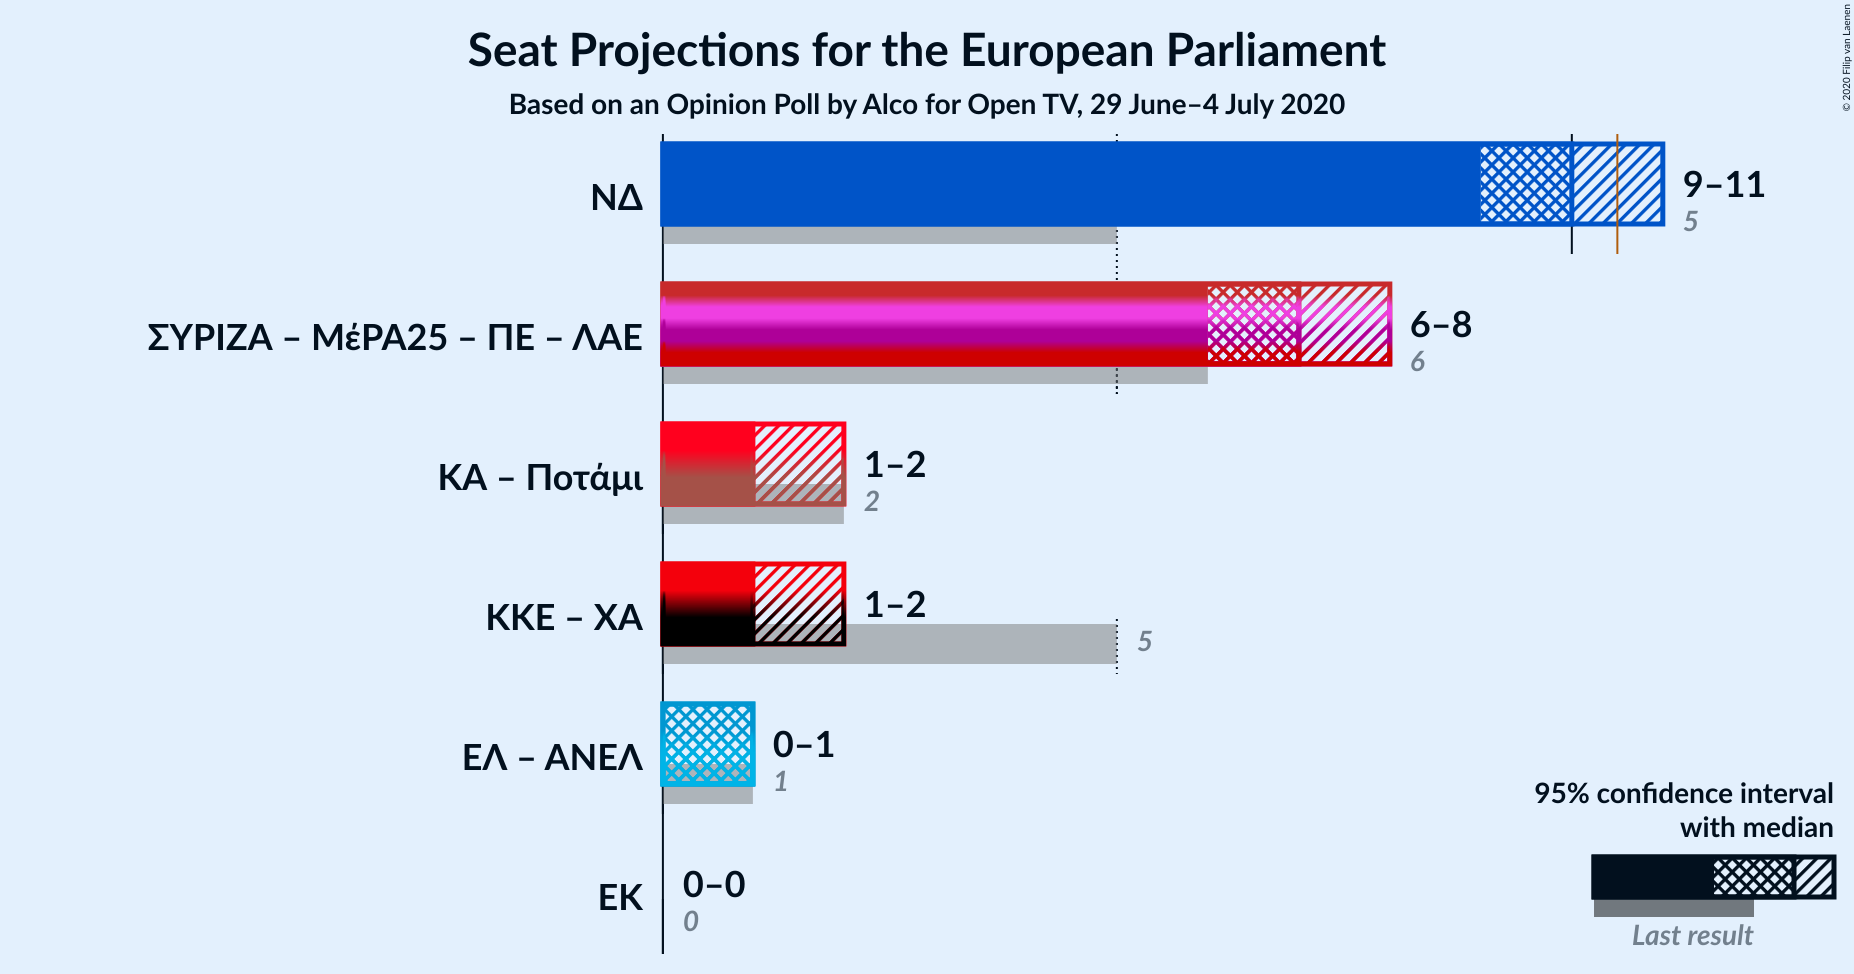 Seat Projections for the European Parliament
Based on an Opinion Poll by Alco for Open TV, 29 June–4 July 2020
© 2020 Filip van Laenen
ΝΔ
9–11
5
ΣΥΡΙΖΑ – ΜέΡΑ25 – ΠΕ – ΛΑΕ
6–8
6
ΚΑ – Ποτάμι
1–2
2
ΚΚΕ – ΧΑ
1–2
5
ΕΛ – ΑΝΕΛ
0–1
1
ΕΚ
0–0
0
95% confidence interval
with median
Last result